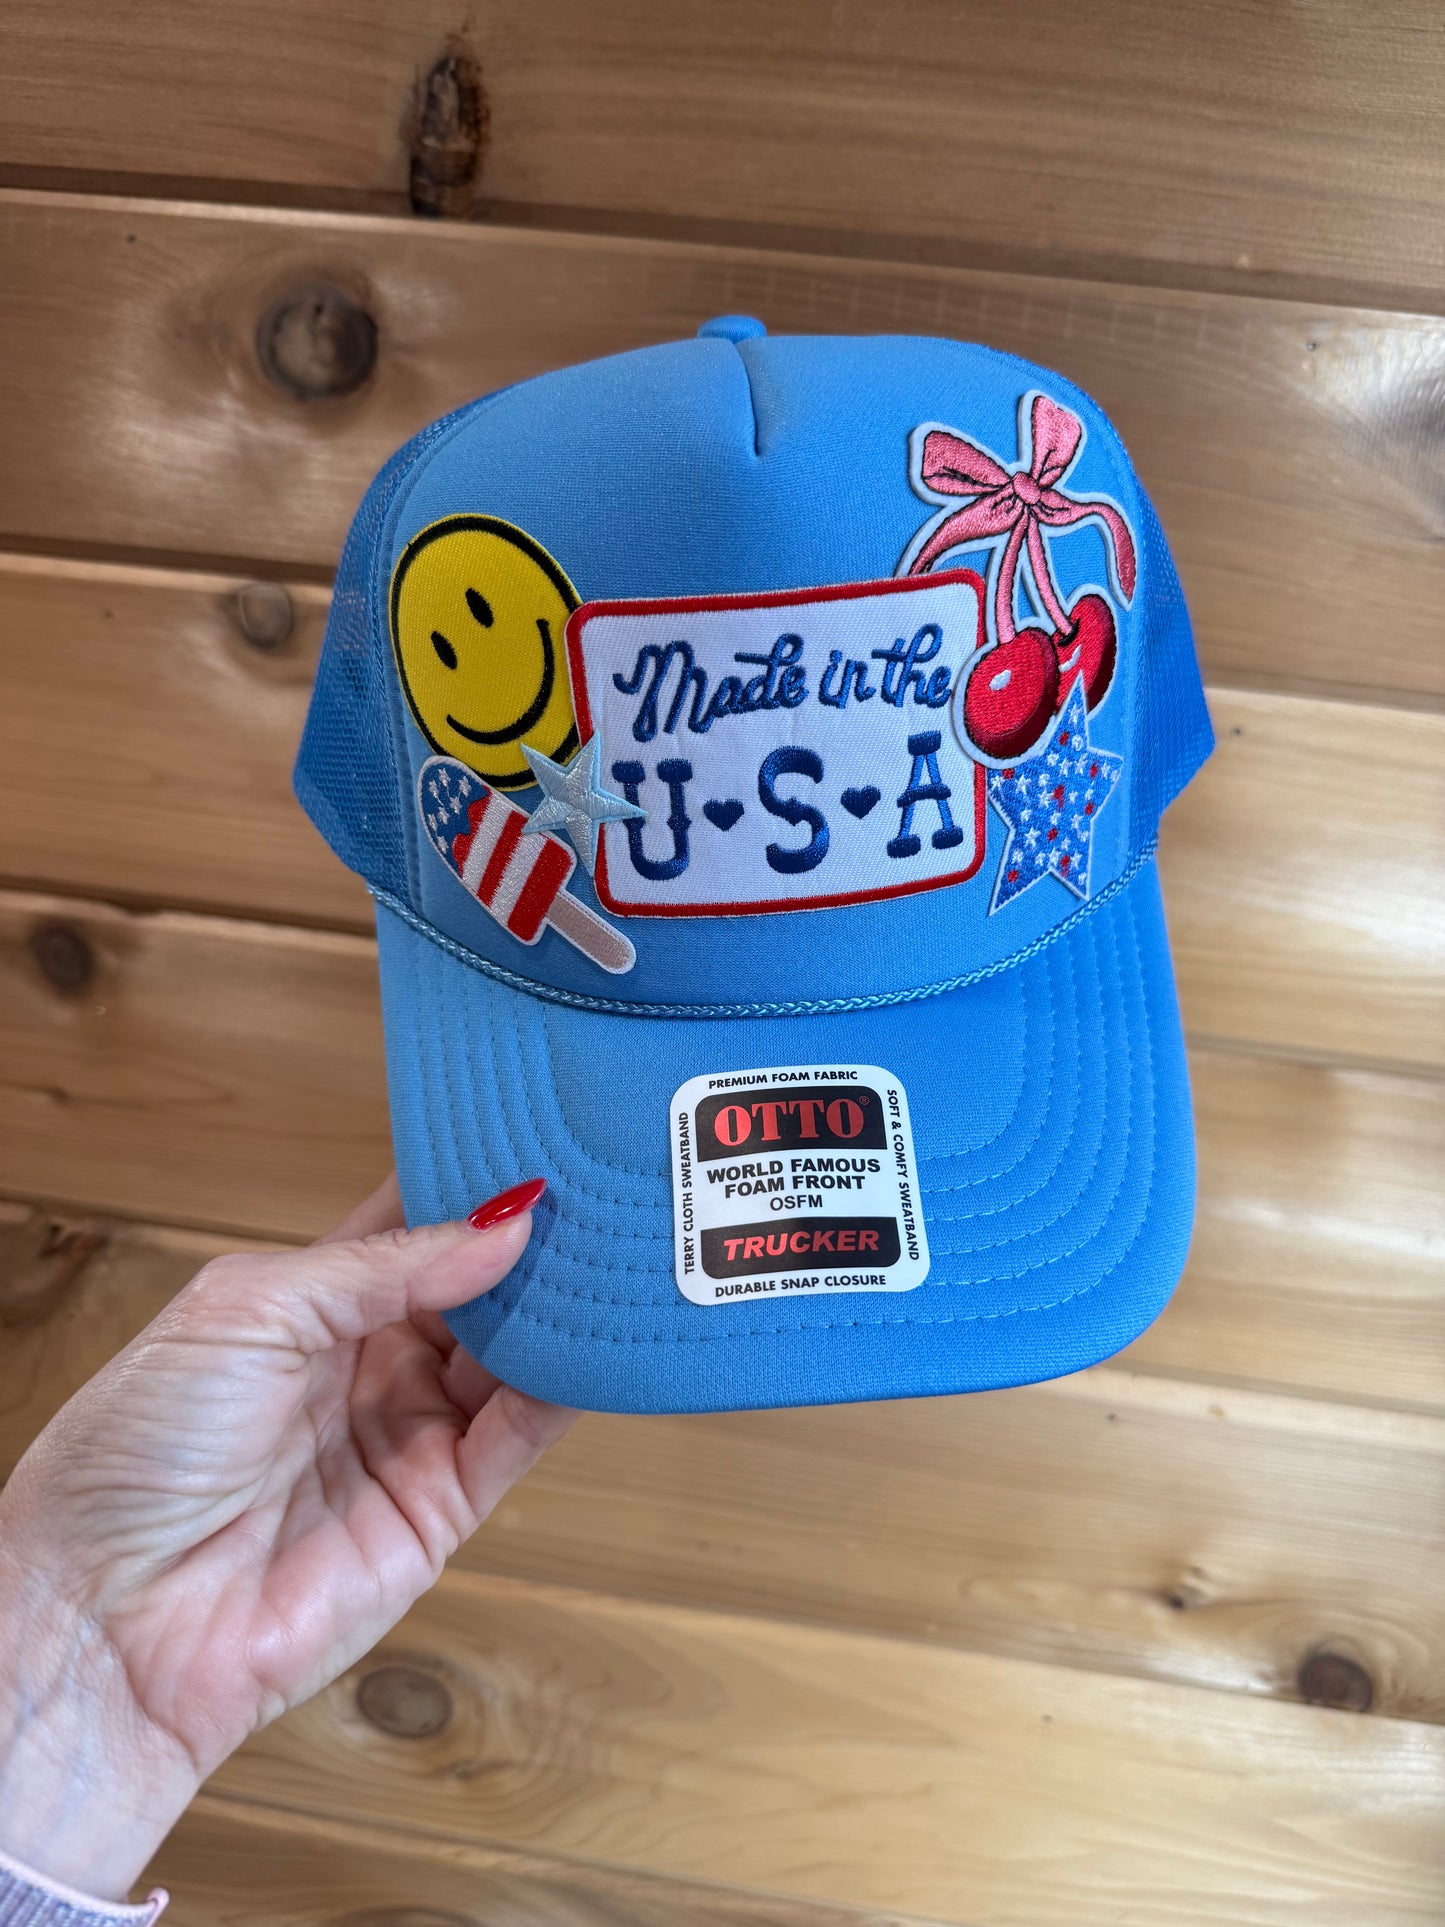 Made in the
U♥S♥A
PREMIUM FOAM FABRIC
OTTO®
WORLD FAMOUS
FOAM FRONT
OSFM
TRUCKER
DURABLE SNAP CLOSURE
TERRY CLOTH SWEATBAND
SOFT & COMFY SWEATBAND